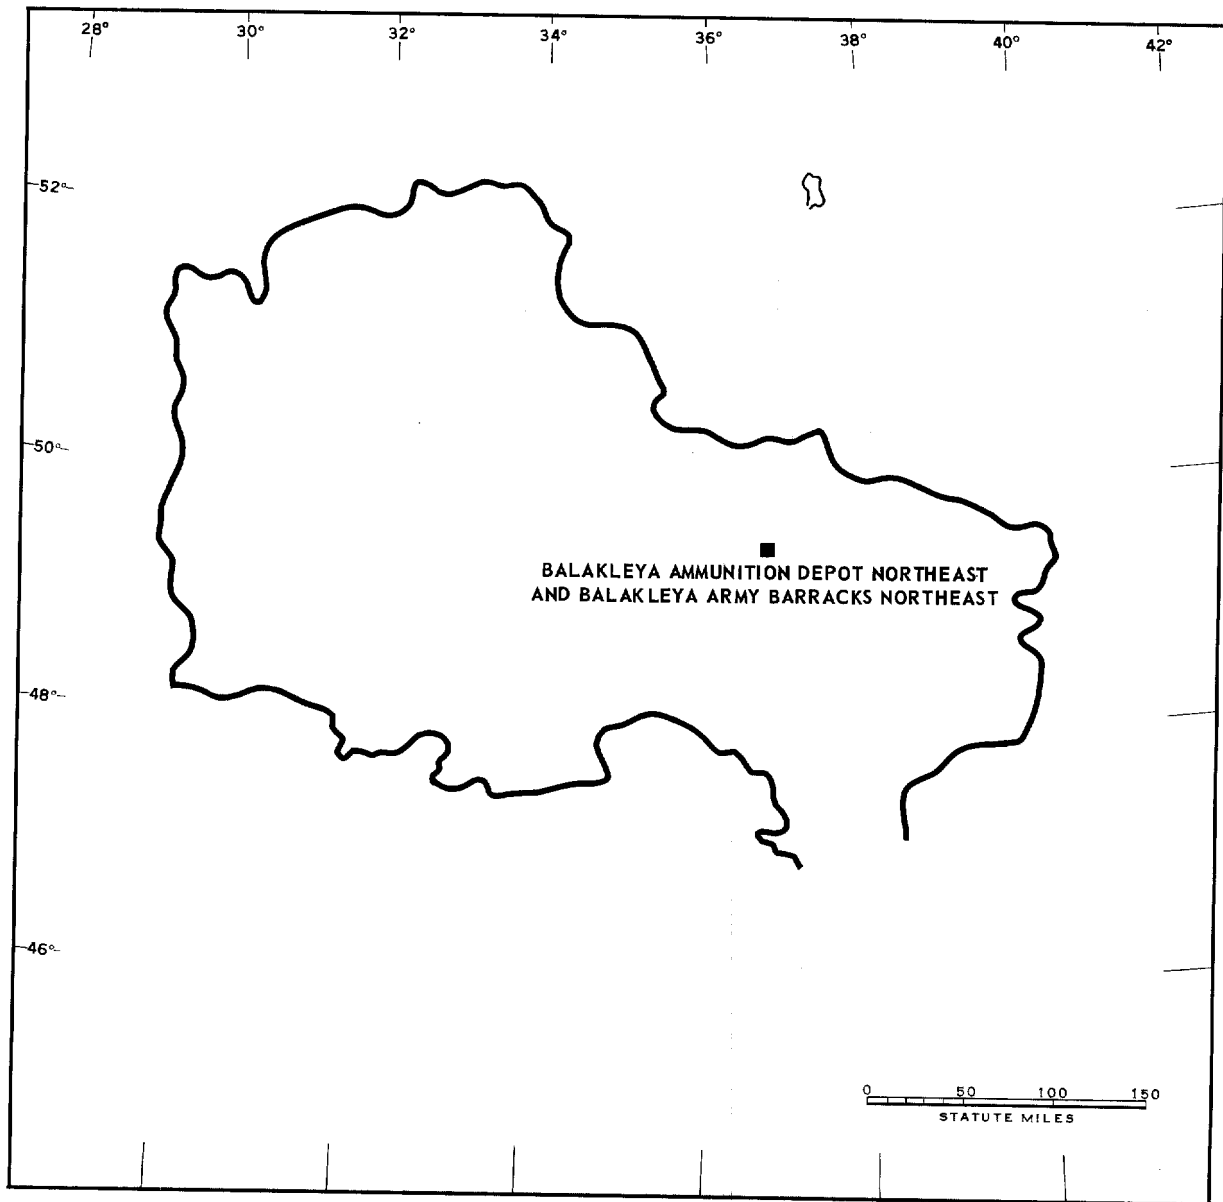 28° 30° 32° 34° 36° 38° 40° 42°
52°
50°
BALAKLEYA AMMUNITION DEPOT NORTHEAST
AND BALAKLEYA ARMY BARRACKS NORTHEAST
48°
46°
0 50 100 150
STATUTE MILES